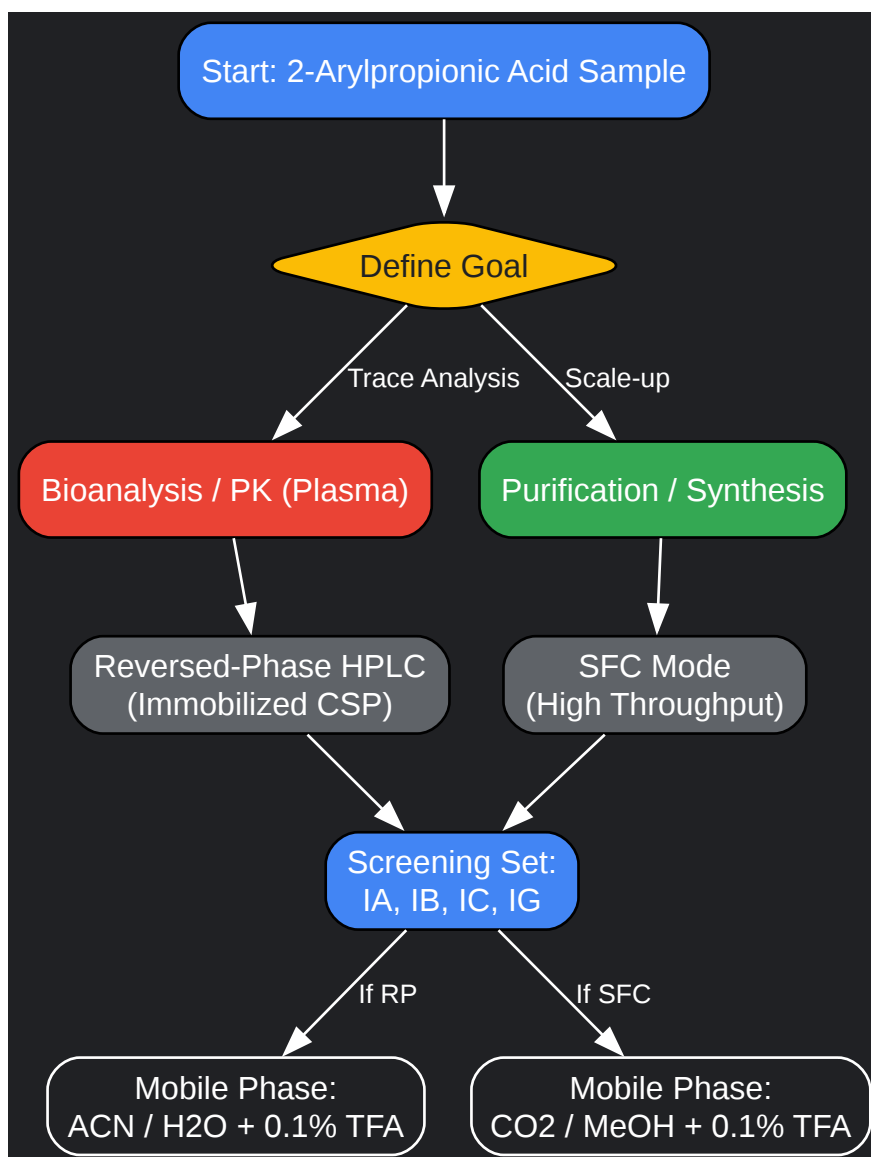 Start: 2-Arylpropionic Acid Sample
Define Goal
Trace Analysis
Scale-up
Bioanalysis / PK (Plasma)
Purification / Synthesis
Reversed-Phase HPLC
(Immobilized CSP)
SFC Mode
(High Throughput)
Screening Set:
IA, IB, IC, IG
If RP
If SFC
Mobile Phase:
ACN / H2O + 0.1% TFA
Mobile Phase:
CO2 / MeOH + 0.1% TFA